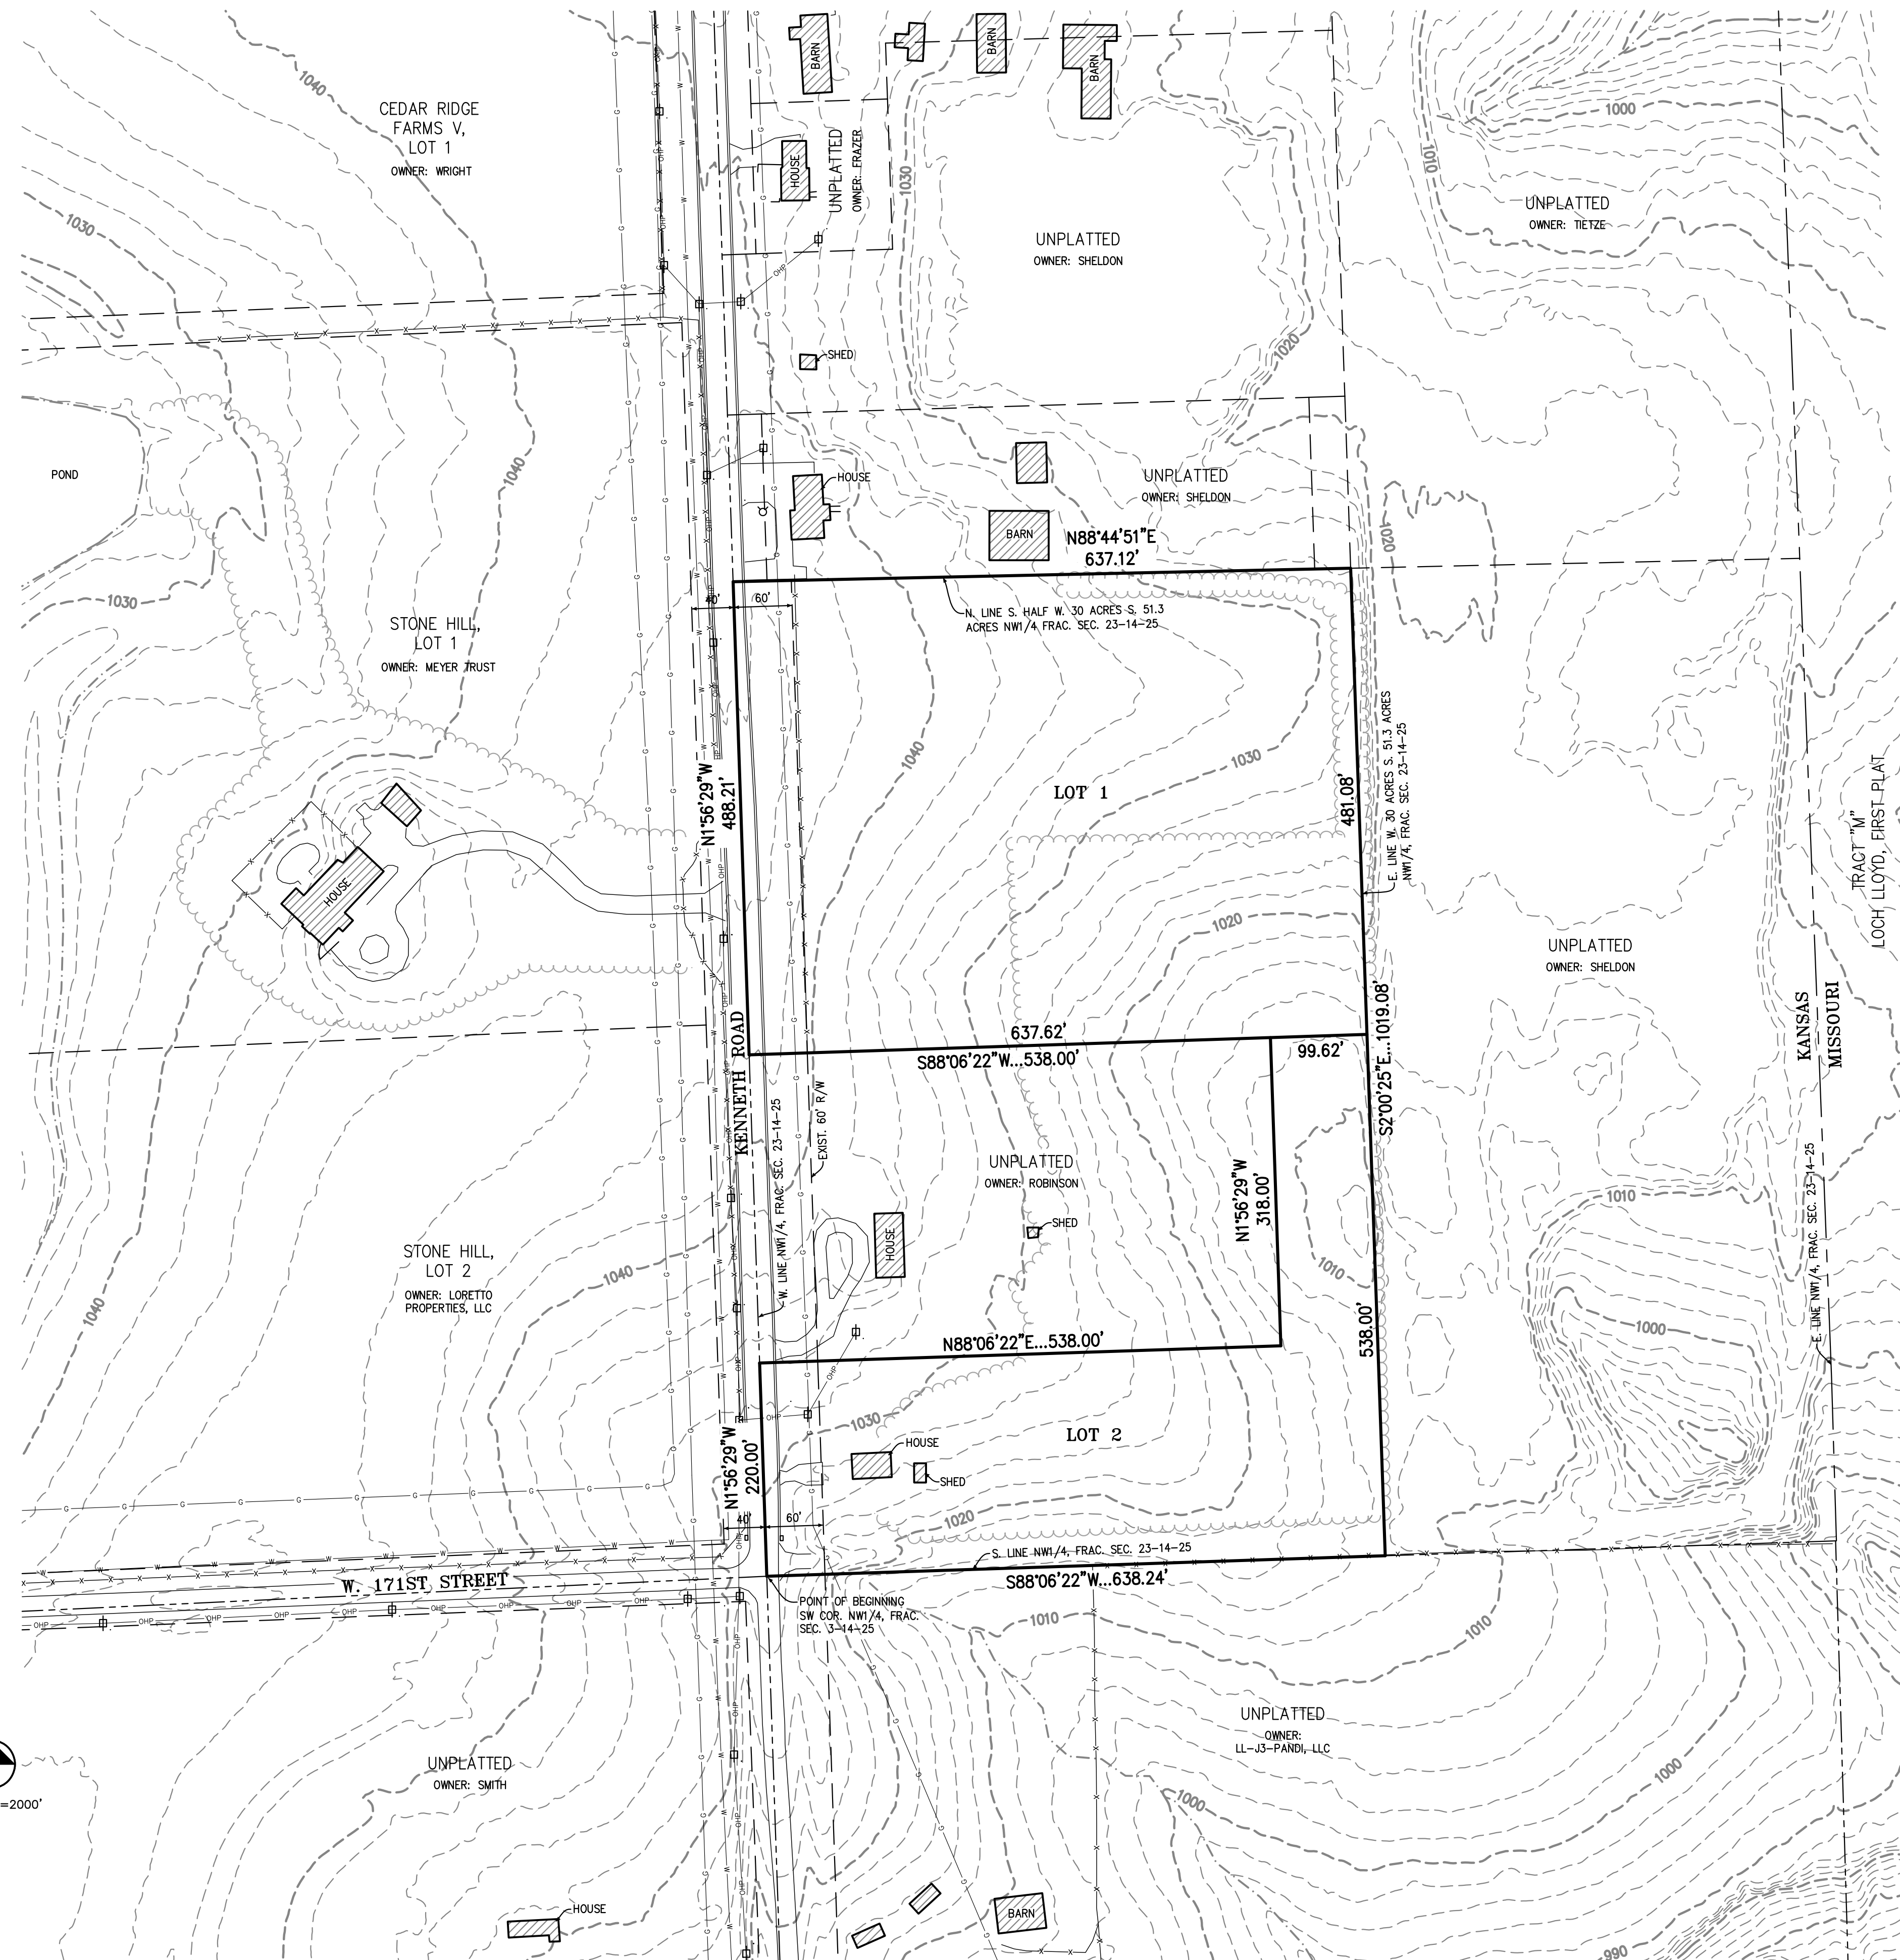 BARN
BARN
BARN
1040
CEDAR RIDGE
FARMS V,
LOT 1
OWNER: WRIGHT
HOUSE
UNPLATTED
OWNER: FRAZER
1030
1000
1010
UNPLATTED
OWNER: TIETZE
1030
UNPLATTED
OWNER: SHELDON
OHP
SHED
1020
POND
1040
HOUSE
UNPLATTED
OWNER: SHELDON
BARN
N88°44'51"E
637.12'
1020
1030
40'
60'
N. LINE S. HALF W. 30 ACRES S. 51.3
ACRES NW1/4 FRAC. SEC. 23-14-25
STONE HILL,
LOT 1
OWNER: MEYER TRUST
1040
1030
LOT 1
N1°56'29"W
488.21'
481.08'
E. LINE W. 30 ACRES S. 51.3 ACRES
NW1/4, FRAC. SEC. 23-14-25
TRACT "M"
LOCH LLOYD, FIRST PLAT
HOUSE
1020
UNPLATTED
OWNER: SHELDON
KANSAS
MISSOURI
KENNETH ROAD
637.62'
S88°06'22"W...538.00'
99.62'
S2°00'25"E...1019.08'
W. LINE NW1/4, FRAC. SEC. 23-14-25
EXIST. 60' R/W
UNPLATTED
OWNER: ROBINSON
N1°56'29"W
318.00'
1010
E. LINE NW1/4, FRAC. SEC. 23-14-25
SHED
HOUSE
1010
STONE HILL,
LOT 2
OWNER: LORETTO
PROPERTIES, LLC
1040
1040
1000
538.00'
N88°06'22"E...538.00'
OHP
1030
LOT 2
HOUSE
SHED
N1°56'29"W
220.00'
40'
60'
1020
S. LINE NW1/4, FRAC. SEC. 23-14-25
W. 171ST STREET
S88°06'22"W...638.24'
POINT OF BEGINNING
SW COR. NW1/4, FRAC.
SEC. 3-14-25
1010
1010
UNPLATTED
OWNER:
LL-J3-PANDI, LLC
UNPLATTED
OWNER: SMITH
1000
1000
=2000'
HOUSE
BARN
990